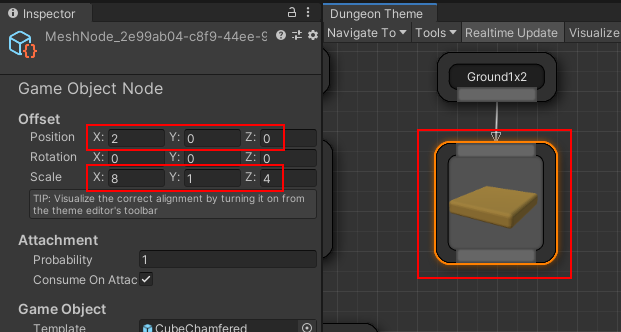 Inspector
MeshNode_2e99ab04-c8f9-44ee-9
Game Object Node
Offset
Position X: 2 Y: 0 Z: 0
Rotation X: 0 Y: 0 Z: 0
Scale X: 8 Y: 1 Z: 4
TIP: Visualize the correct alignment by turning it on from
the theme editor's toolbar
Attachment
Probability 1
Consume On Attac
Game Object
Template CubeChamfered
Dungeon Theme
Navigate To Tools Realtime Update Visualize
Ground1x2